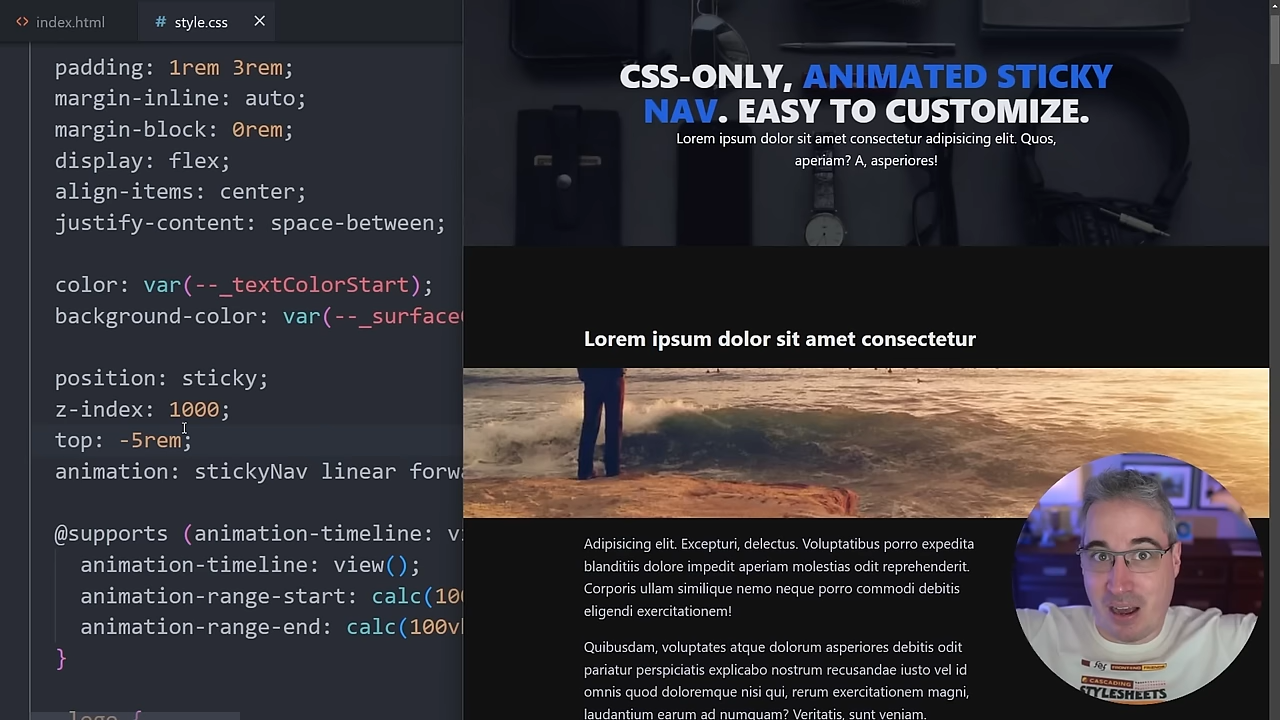 index.html
# style.css
padding: 1rem 3rem;
margin-inline: auto;
margin-block: 0rem;
display: flex;
align-items: center;
justify-content: space-between;
color: var(--_textColorStart);
background-color: var(--_surface
position: sticky;
z-index: 1000;
top: -5rem;
animation: stickyNav linear forw
@supports (animation-timeline: v
animation-timeline: view();
animation-range-start: calc(10
animation-range-end: calc(100v
}
CSS-ONLY, ANIMATED STICKY
NAV. EASY TO CUSTOMIZE.
Lorem ipsum dolor sit amet consectetur adipisicing elit. Quos,
aperiam? A, asperiores!
Lorem ipsum dolor sit amet consectetur
Adipisicing elit. Excepturi, delectus. Voluptatibus porro expedita
blanditiis dolore impedit aperiam molestias odit reprehenderit.
Corporis ullam similique nemo neque porro commodi debitis
eligendi exercitationem!
Quibusdam, voluptates atque dolorum asperiores debitis odit
pariatur perspiciatis explicabo nostrum recusandae iusto vel id
omnis quod doloremque nisi qui, rerum exercitationem magni,
laudantium earum ad numquam? Veritatis, sunt veniam.
CASCADING
STYLESHEETS